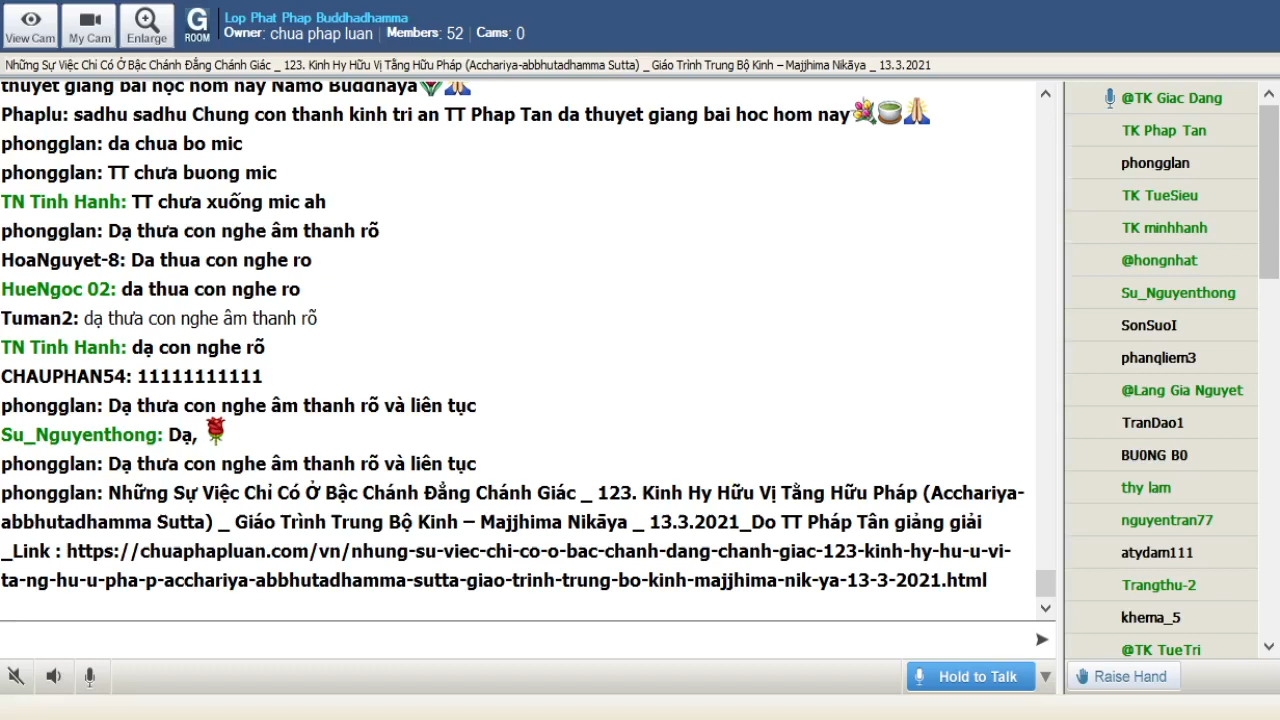 View Cam
My Cam
Enlarge
G
ROOM
Lop Phat Phap Buddhadhamma
Owner: chua phap luan Members: 52 Cams: 0
Những Sự Việc Chỉ Có Ở Bậc Chánh Đẳng Chánh Giác _ 123. Kinh Hy Hữu Vị Tằng Hữu Pháp (Acchariya-abbhutadhamma Sutta) _ Giáo Trình Trung Bộ Kinh – Majjhima Nikāya _ 13.3.2021
thuyet giang bai học hom nay Namo Buddhaya
Phaplu: sadhu sadhu Chung con thanh kinh tri an TT Phap Tan da thuyet giang bai hoc hom nay
phongglan: da chua bo mic
phongglan: TT chưa buong mic
TN Tinh Hanh: TT chưa xuống mic ah
phongglan: Dạ thưa con nghe âm thanh rõ
HoaNguyet-8: Da thua con nghe ro
HueNgoc 02: da thua con nghe ro
Tuman2: dạ thưa con nghe âm thanh rõ
TN Tinh Hanh: dạ con nghe rõ
CHAUPHAN54: 11111111111
phongglan: Dạ thưa con nghe âm thanh rõ và liên tục
Su_Nguyenthong: Dạ,
phongglan: Dạ thưa con nghe âm thanh rõ và liên tục
phongglan: Những Sự Việc Chỉ Có Ở Bậc Chánh Đẳng Chánh Giác _ 123. Kinh Hy Hữu Vị Tằng Hữu Pháp (Acchariya-
abbhutadhamma Sutta) _ Giáo Trình Trung Bộ Kinh – Majjhima Nikāya _ 13.3.2021_Do TT Pháp Tân giảng giải
_Link : https://chuaphapluan.com/vn/nhung-su-viec-chi-co-o-bac-chanh-dang-chanh-giac-123-kinh-hy-hu-u-vi-
ta-ng-hu-u-pha-p-acchariya-abbhutadhamma-sutta-giao-trinh-trung-bo-kinh-majjhima-nik-ya-13-3-2021.html
@TK Giac Dang
TK Phap Tan
phongglan
TK TueSieu
TK minhhanh
@hongnhat
Su_Nguyenthong
SonSuoI
phanqliem3
@Lang Gia Nguyet
TranDao1
BU0NG B0
thy lam
nguyentran77
atydam111
Trangthu-2
khema_5
@TK TueTri
Hold to Talk
Raise Hand